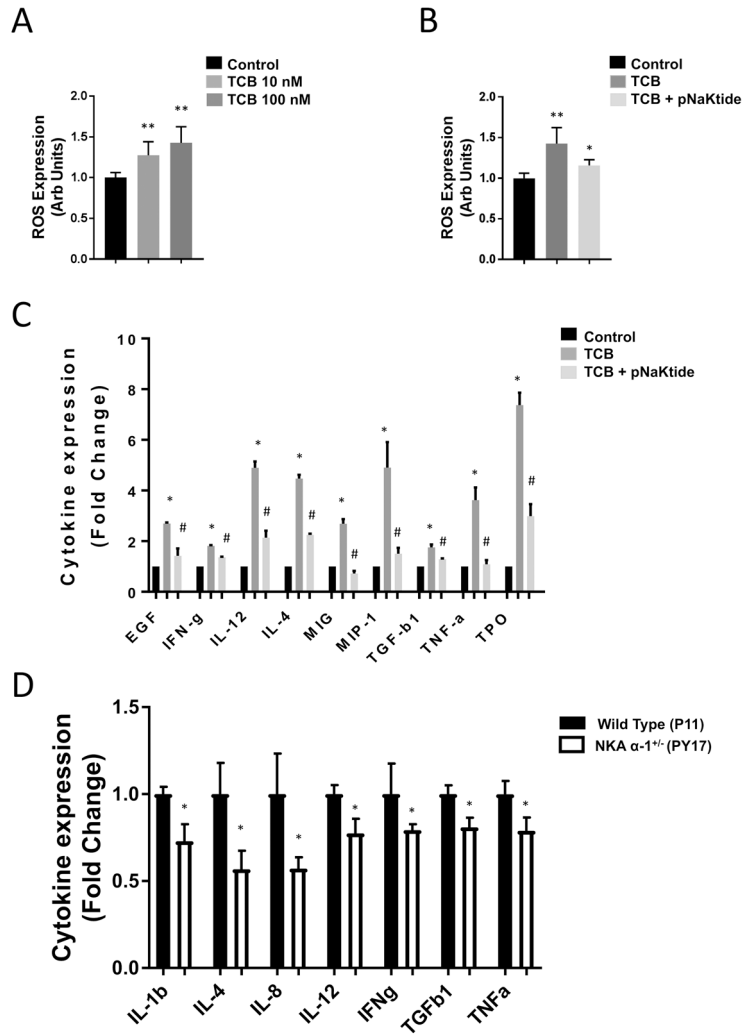 A
Control
TCB 10 nM
TCB 100 nM
ROS Expression
(Arb Units)
2.0
1.5
1.0
0.5
0.0
**
**
B
Control
TCB
TCB + pNaKtide
ROS Expression
(Arb Units)
2.0
1.5
1.0
0.5
0.0
**
*
C
Control
TCB
TCB + pNaKtide
Cytokine expression
(Fold Change)
10
8
6
4
2
0
*
#
*
#
*
#
*
#
*
#
*
#
*
#
*
#
*
#
EGF
IFN-g
IL-12
IL-4
MIG
MIP-1
TGF-b1
TNF-a
TPO
D
Wild Type (P11)
NKA α-1+/- (PY17)
Cytokine expression
(Fold Change)
1.5
1.0
0.5
0.0
*
*
*
*
*
*
*
IL-1b
IL-4
IL-8
IL-12
IFNg
TGFb1
TNFa